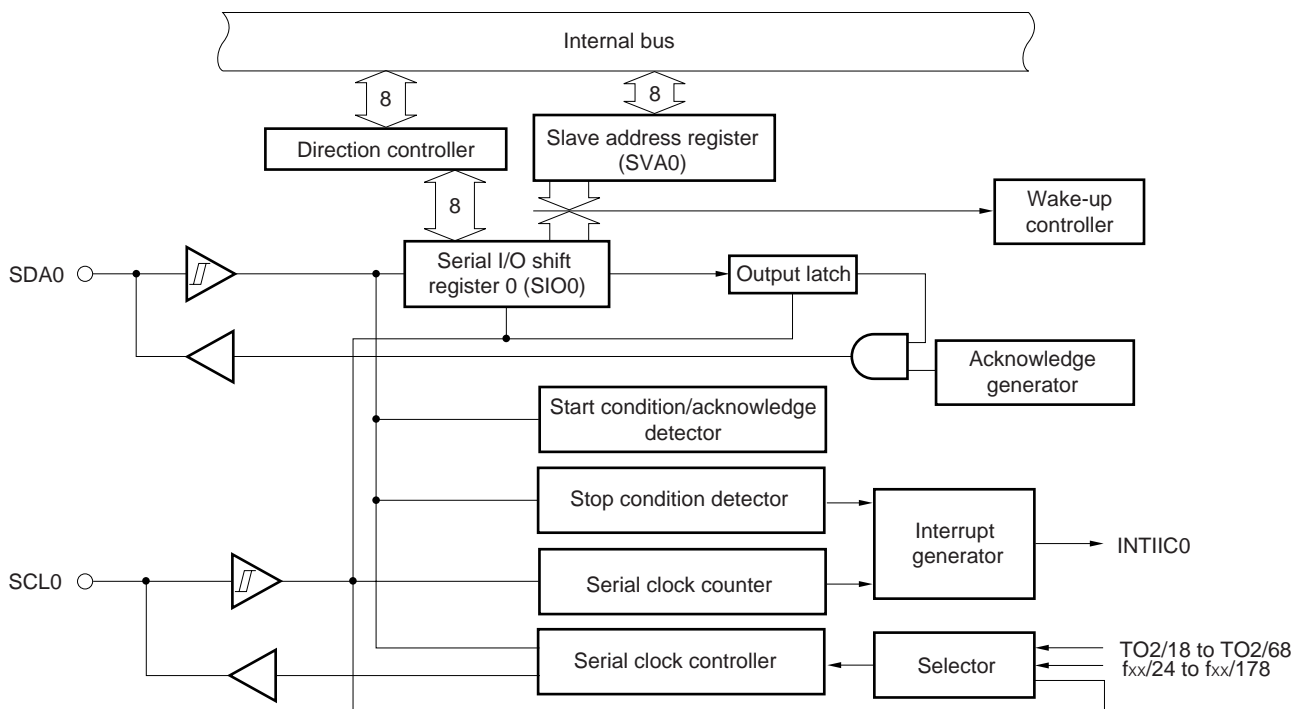 Internal bus
8
8
Direction controller
Slave address register
(SVA0)
8
Wake-up
controller
SDA0
Serial I/O shift
register 0 (SIO0)
Output latch
Acknowledge
generator
Start condition/acknowledge
detector
Stop condition detector
Interrupt
generator
INTIIC0
SCL0
Serial clock counter
Serial clock controller
Selector
TO2/18 to TO2/68
fxx/24 to fxx/178